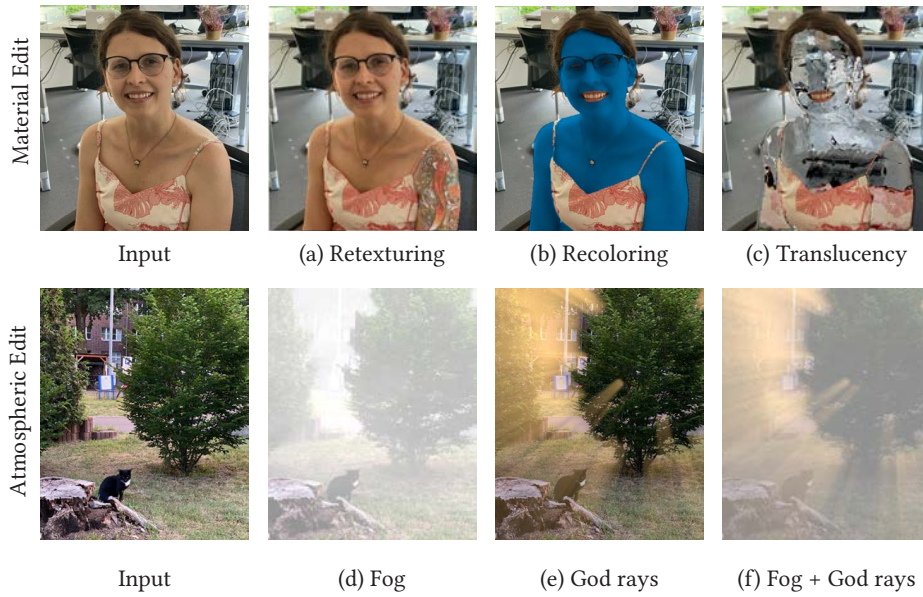 Material Edit
Input
(a) Retexturing
(b) Recoloring
(c) Translucency
Atmospheric Edit
Input
(d) Fog
(e) God rays
(f) Fog + God rays